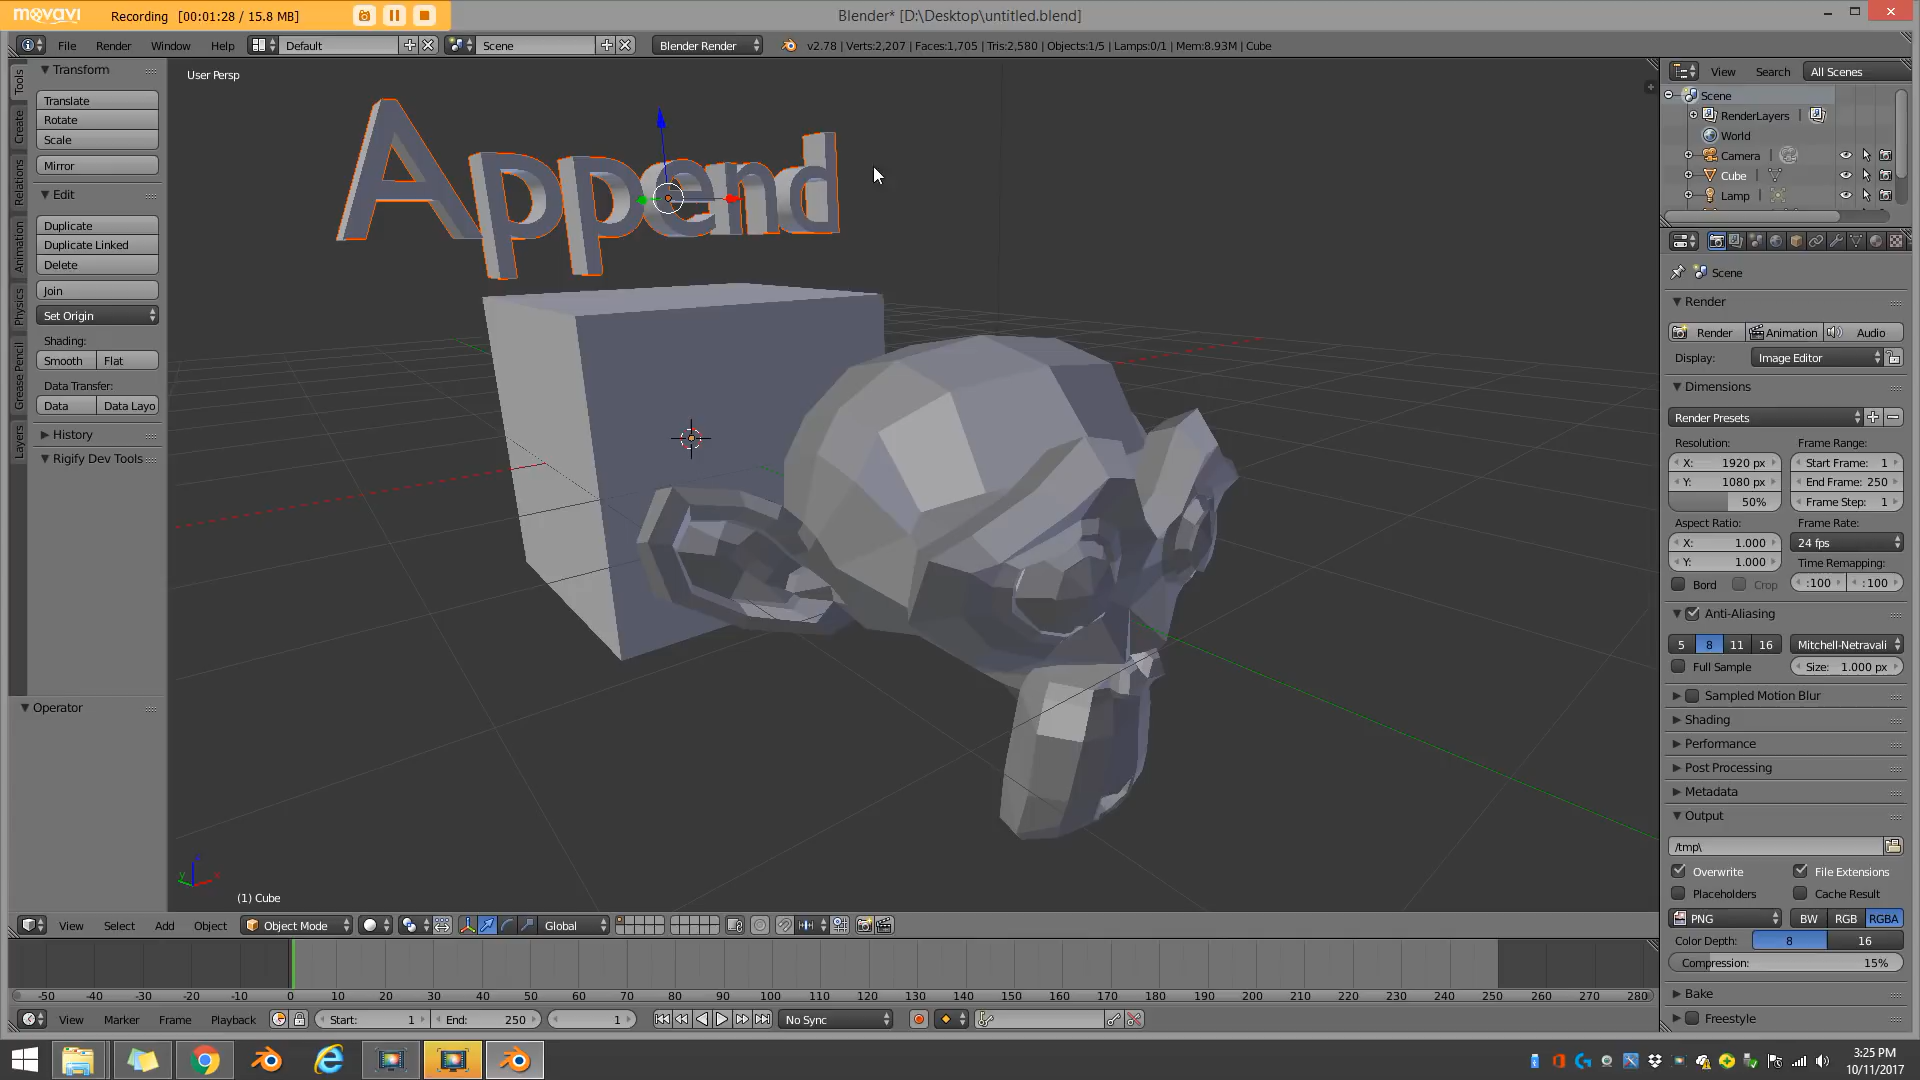 movavi Recording [00:01:28 / 15.8 MB]
Blender* [D:\Desktop\untitled.blend]
File Render Window Help Default Scene Blender Render v2.78 | Verts:2,207 | Faces:1,705 | Tris:2,580 | Objects:1/5 | Lamps:0/1 | Mem:8.93M | Cube
Tools
Create
Relations
Animation
Physics
Grease Pencil
Layers
Transform
Translate
Rotate
Scale
Mirror
Edit
Duplicate
Duplicate Linked
Delete
Join
Set Origin
Shading:
Smooth Flat
Data Transfer:
Data Data Layo
History
Rigify Dev Tools
Operator
User Persp
Append
(1) Cube
View Select Add Object Object Mode Global
-50 -40 -30 -20 -10 0 10 20 30 40 50 60 70 80 90 100 110 120 130 140 150 160 170 180 190 200 210 220 230 240 250 260 270 280
View Marker Frame Playback Start: 1 End: 250 1 No Sync
View Search All Scenes
Scene
RenderLayers
World
Camera
Cube
Lamp
Scene
Render
Render Animation Audio
Display: Image Editor
Dimensions
Render Presets
Resolution: Frame Range:
X: 1920 px Start Frame: 1
Y: 1080 px End Frame: 250
50% Frame Step: 1
Aspect Ratio: Frame Rate:
X: 1.000 24 fps
Y: 1.000 Time Remapping:
Bord Crop :100 :100
Anti-Aliasing
5 8 11 16 Mitchell-Netravali
Full Sample Size: 1.000 px
Sampled Motion Blur
Shading
Performance
Post Processing
Metadata
Output
/tmp\
Overwrite File Extensions
Placeholders Cache Result
PNG BW RGB RGBA
Color Depth: 8 16
Compression: 15%
Bake
Freestyle
3:25 PM
10/11/2017